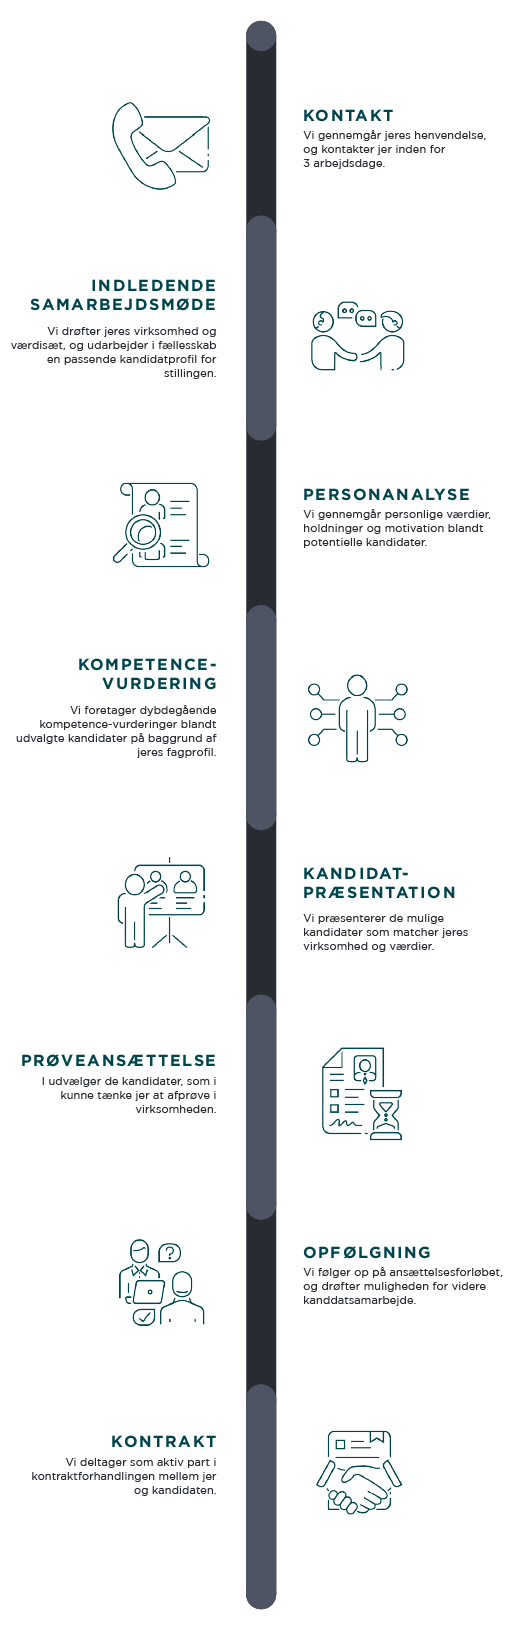 KONTAKT
Vi gennemgår jeres henvendelse,
og kontakter jer inden for
3 arbejdsdage.
INDLEDENDE
SAMARBEJDSMØDE
Vi drøfter jeres virksomhed og
værdisæt, og udarbejder i fællesskab
en passende kandidatprofil for
stillingen.
PERSONANALYSE
Vi gennemgår personlige værdier,
holdninger og motivation blandt
potentielle kandidater.
KOMPETENCE-
VURDERING
Vi foretager dybdegående
kompetence-vurderinger blandt
udvalgte kandidater på baggrund af
jeres fagprofil.
KANDIDAT-
PRÆSENTATION
Vi præsenterer de mulige
kandidater som matcher jeres
virksomhed og værdier.
PRØVEANSÆTTELSE
I udvælger de kandidater, som i
kunne tænke jer at afprøve i
virksomheden.
?
OPFØLGNING
Vi følger op på ansættelsesforløbet,
og drøfter muligheden for videre
kanddatsamarbejde.
KONTRAKT
Vi deltager som aktiv part i
kontraktforhandlingen mellem jer
og kandidaten.